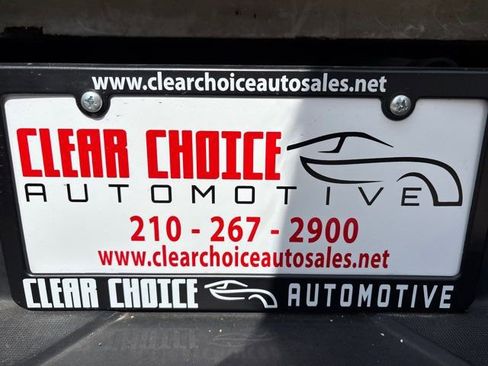 www.clearchoiceautosales.net
CLEAR CHOICE
AUTOMOTIVE
210 - 267 - 2900
www.clearchoiceautosales.net
CLEAR CHOICE AUTOMOTIVE